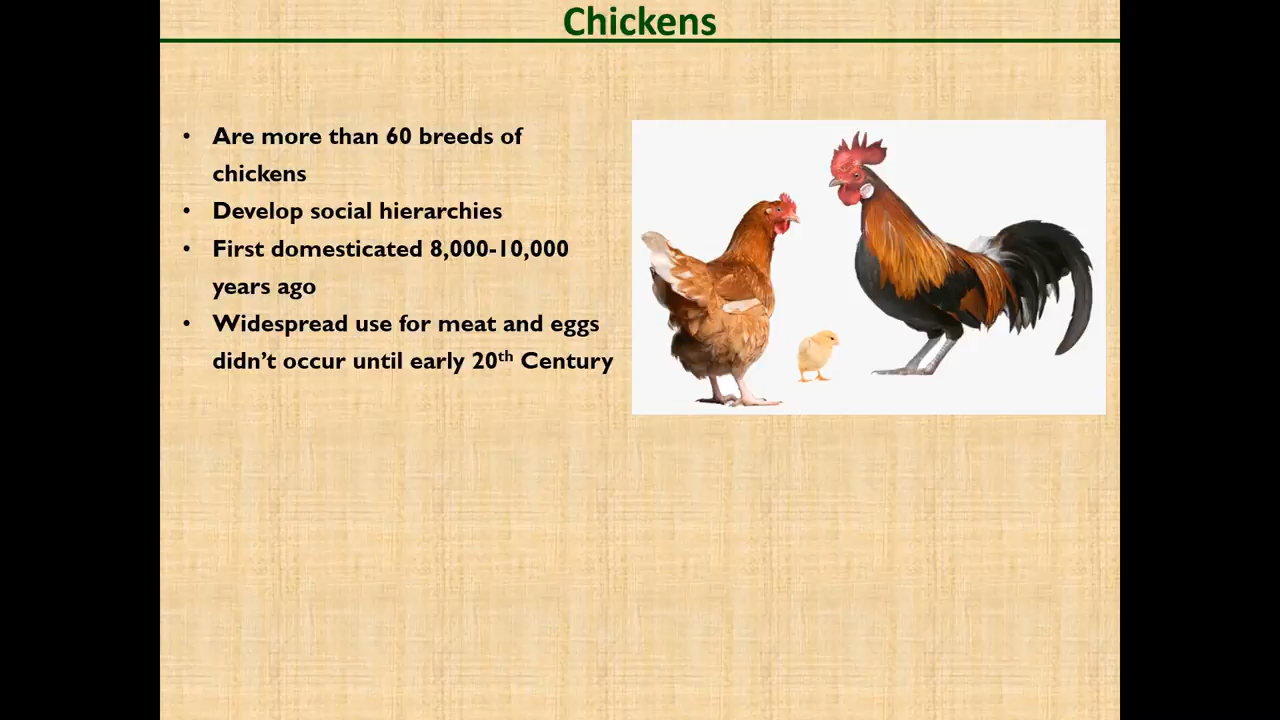 Chickens
• Are more than 60 breeds of
chickens
• Develop social hierarchies
• First domesticated 8,000-10,000
years ago
• Widespread use for meat and eggs
didn’t occur until early 20th Century